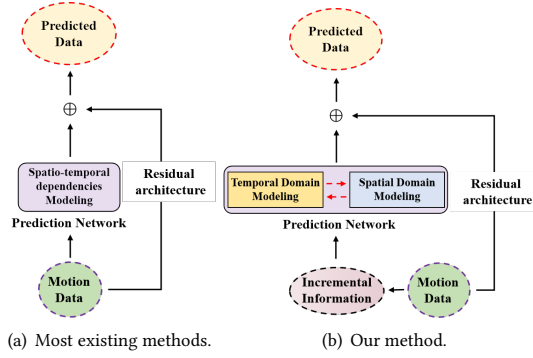 Predicted
Data
⊕
Spatio-temporal
dependencies
Modeling
Residual
architecture
Prediction Network
Motion
Data
(a) Most existing methods.
Predicted
Data
⊕
Temporal Domain
Modeling
Spatial Domain
Modeling
Residual
architecture
Prediction Network
Incremental
Information
Motion
Data
(b) Our method.